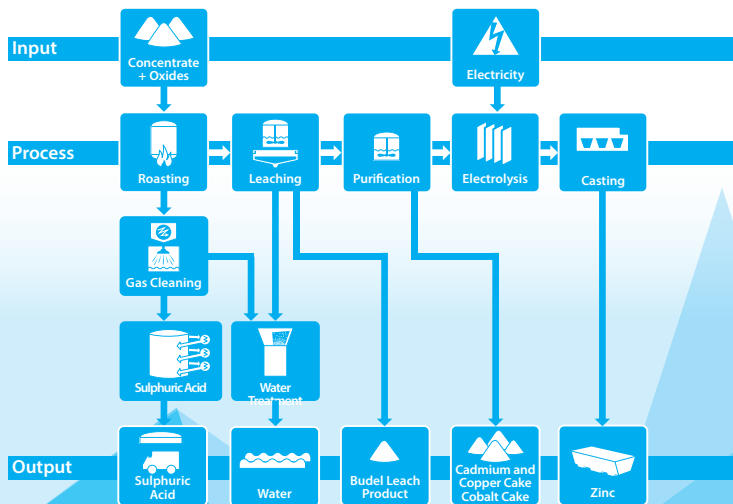 Input
Concentrate
+ Oxides
Electricity
Process
Roasting
Leaching
Purification
Electrolysis
Casting
Gas Cleaning
Sulphuric Acid
Water
Treatment
Output
Sulphuric
Acid
Water
Budel Leach
Product
Cadmium and
Copper Cake
Cobalt Cake
Zinc